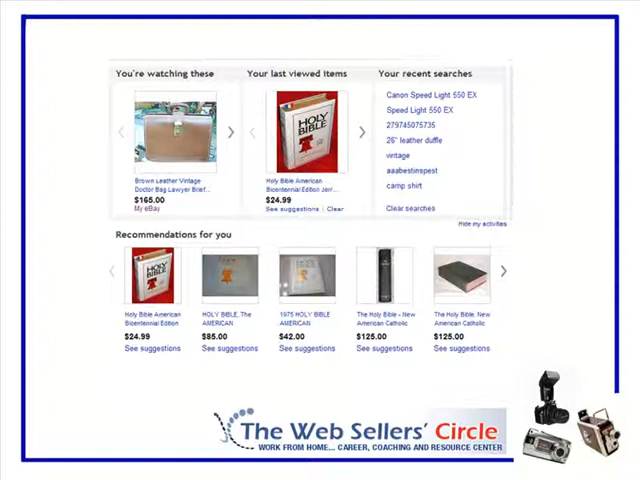 You're watching these
Your last viewed items
Your recent searches
Brown Leather Vintage
Doctor Bag Lawyer Brief...
$165.00
My eBay
HOLY
BIBLE
Holy Bible American
Bicentennial Edition Jerr...
$24.99
See suggestions | Clear
Canon Speed Light 550 EX
Speed Light 550 EX
279745075735
26" leather duffle
vintage
aaabestinspest
camp shirt
Clear searches
Hide my activities
Recommendations for you
HOLY
BIBLE
Holy Bible American
Bicentennial Edition
$24.99
See suggestions
HOLY BIBLE, The
AMERICAN
$85.00
See suggestions
1975 HOLY BIBLE
AMERICAN
$42.00
See suggestions
The Holy Bible - New
American Catholic
$125.00
See suggestions
The Holy Bible, New
American Catholic
$125.00
See suggestions
The Web Sellers' Circle
WORK FROM HOME... CAREER, COACHING AND RESOURCE CENTER